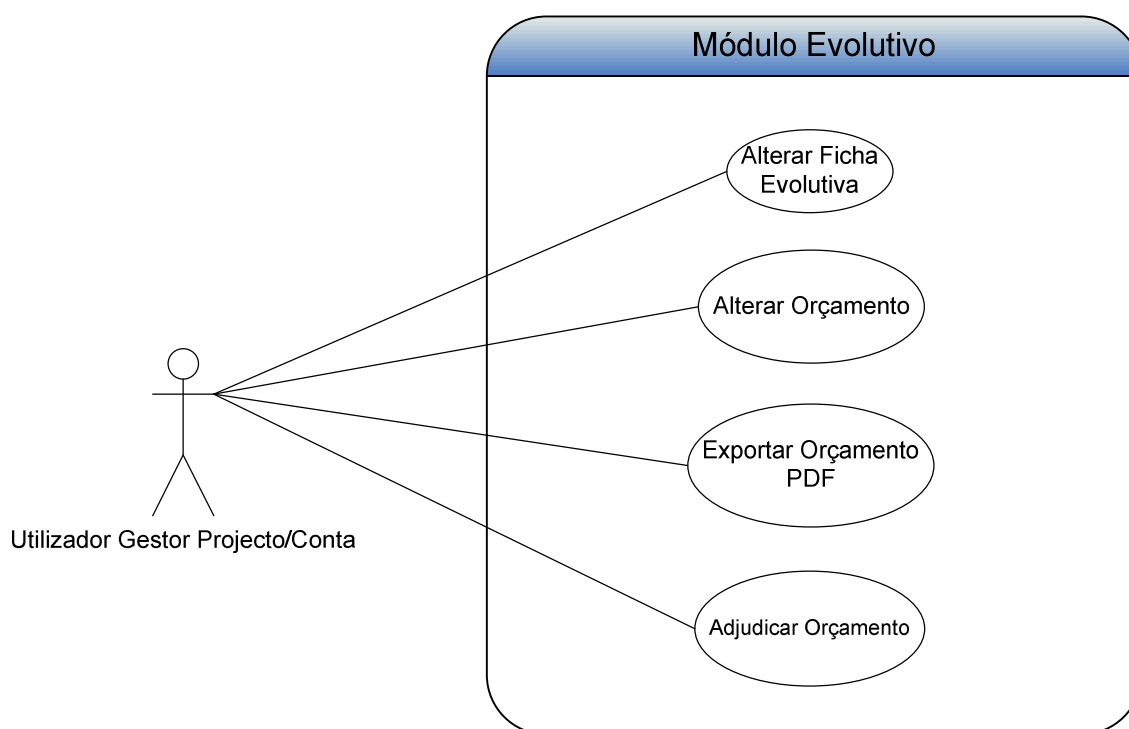 Módulo Evolutivo
Alterar Ficha
Evolutiva
Alterar Orçamento
Exportar Orçamento
PDF
Utilizador Gestor Projecto/Conta
Adjudicar Orçamento